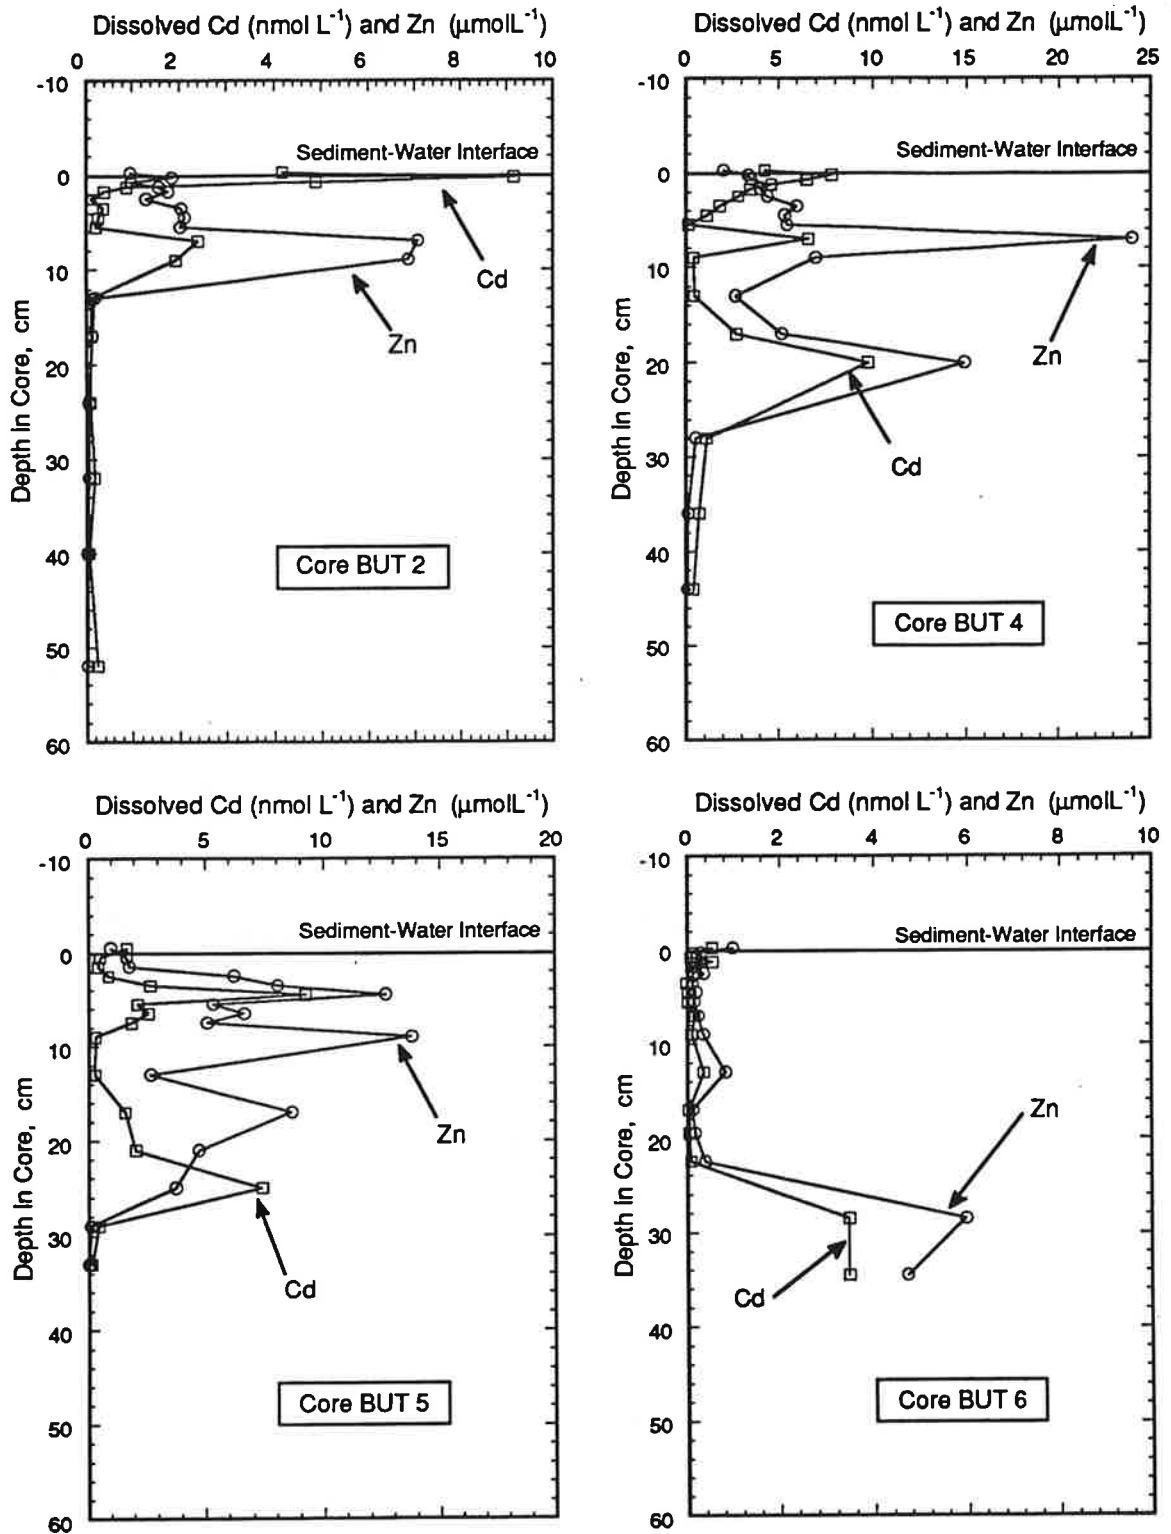 Dissolved Cd (nmol L⁻¹) and Zn (µmolL⁻¹)
0 2 4 6 8 10
-10
Sediment-Water Interface
0
Cd
10
Zn
20
30
40
Core BUT 2
50
60
Depth In Core, cm
Dissolved Cd (nmol L⁻¹) and Zn (µmolL⁻¹)
0 5 10 15 20 25
-10
Sediment-Water Interface
0
10
Zn
20
Cd
30
40
Core BUT 4
50
60
Depth In Core, cm
Dissolved Cd (nmol L⁻¹) and Zn (µmolL⁻¹)
0 5 10 15 20
-10
Sediment-Water Interface
0
10
Zn
20
30
Cd
40
Core BUT 5
50
60
Depth In Core, cm
Dissolved Cd (nmol L⁻¹) and Zn (µmolL⁻¹)
0 2 4 6 8 10
-10
Sediment-Water Interface
0
10
Zn
20
30
Cd
40
Core BUT 6
50
60
Depth In Core, cm